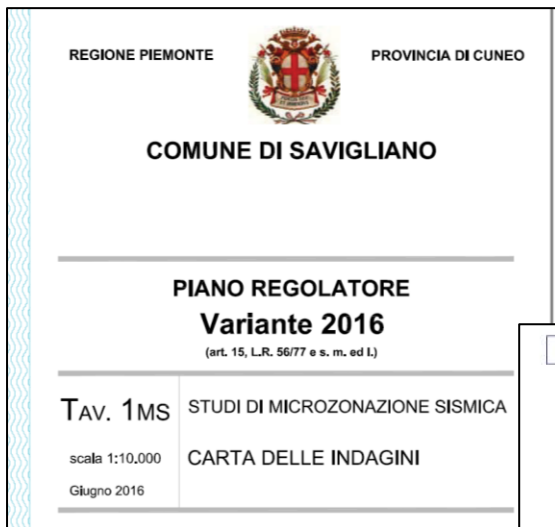 REGIONE PIEMONTE
PROVINCIA DI CUNEO
COMUNE DI SAVIGLIANO
PIANO REGOLATORE
Variante 2016
(art. 15, L.R. 56/77 e s. m. ed I.)
TAV. 1MS
STUDI DI MICROZONAZIONE SISMICA
scala 1:10.000
CARTA DELLE INDAGINI
Giugno 2016